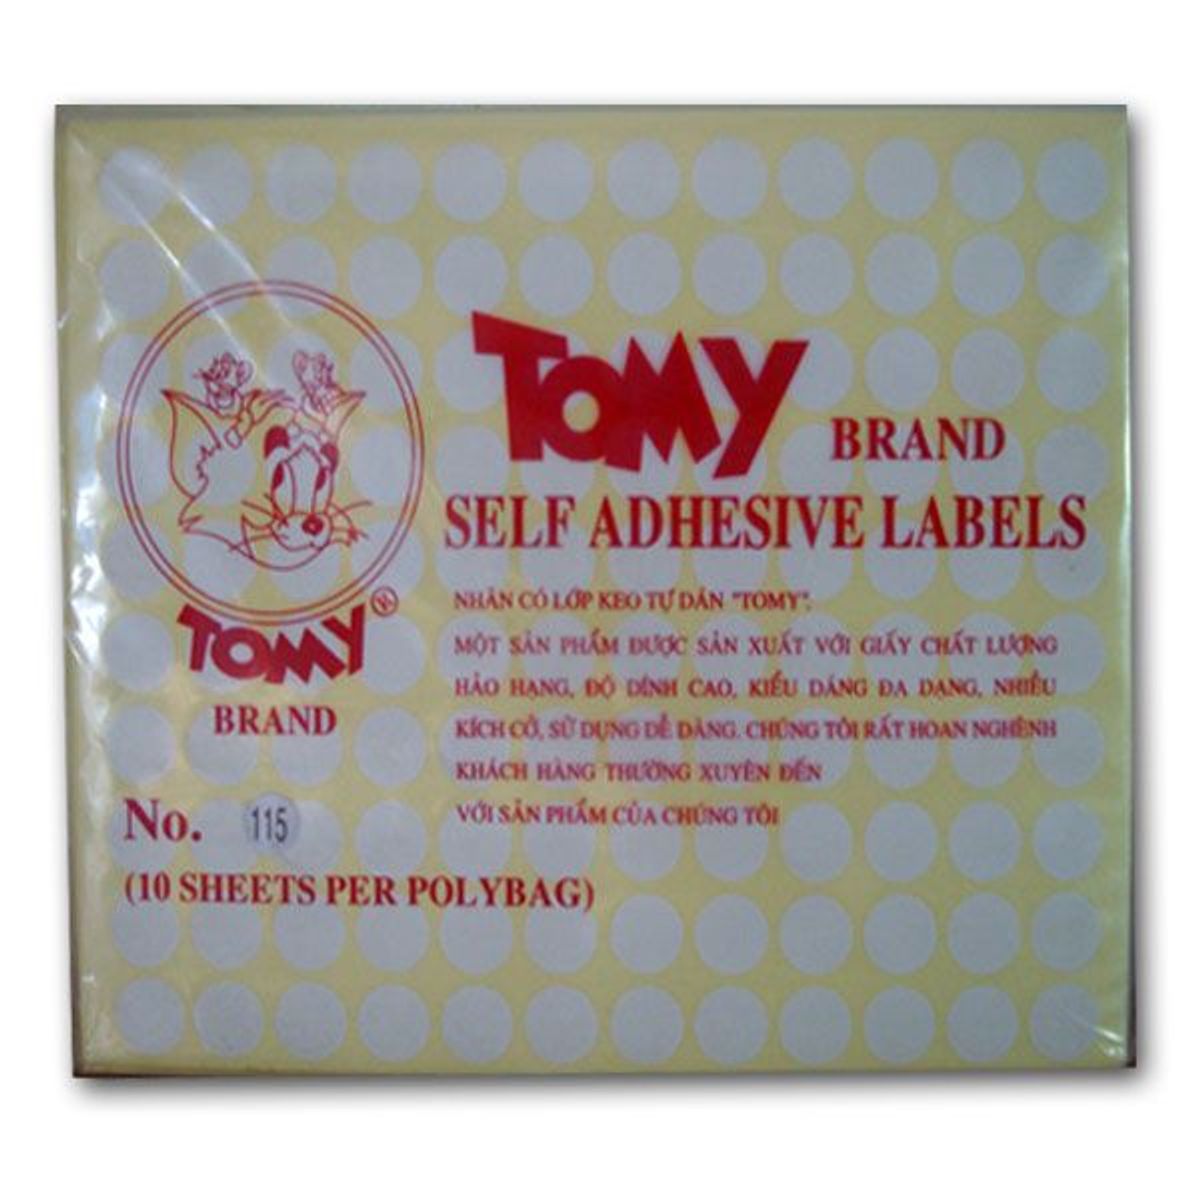 TOMY BRAND
SELF ADHESIVE LABELS
NHÃN CÓ LỚP KEO TỰ DÁN "TOMY".
MỘT SẢN PHẨM ĐƯỢC SẢN XUẤT VỚI GIẤY CHẤT LƯỢNG
HẢO HẠNG, ĐỘ DÍNH CAO, KIỂU DÁNG ĐA DẠNG, NHIỀU
KÍCH CỠ, SỬ DỤNG DỄ DÀNG. CHÚNG TÔI RẤT HOAN NGHÊNH
KHÁCH HÀNG THƯỜNG XUYÊN ĐẾN
VỚI SẢN PHẨM CỦA CHÚNG TÔI
TOMY
BRAND
No. 115
(10 SHEETS PER POLYBAG)